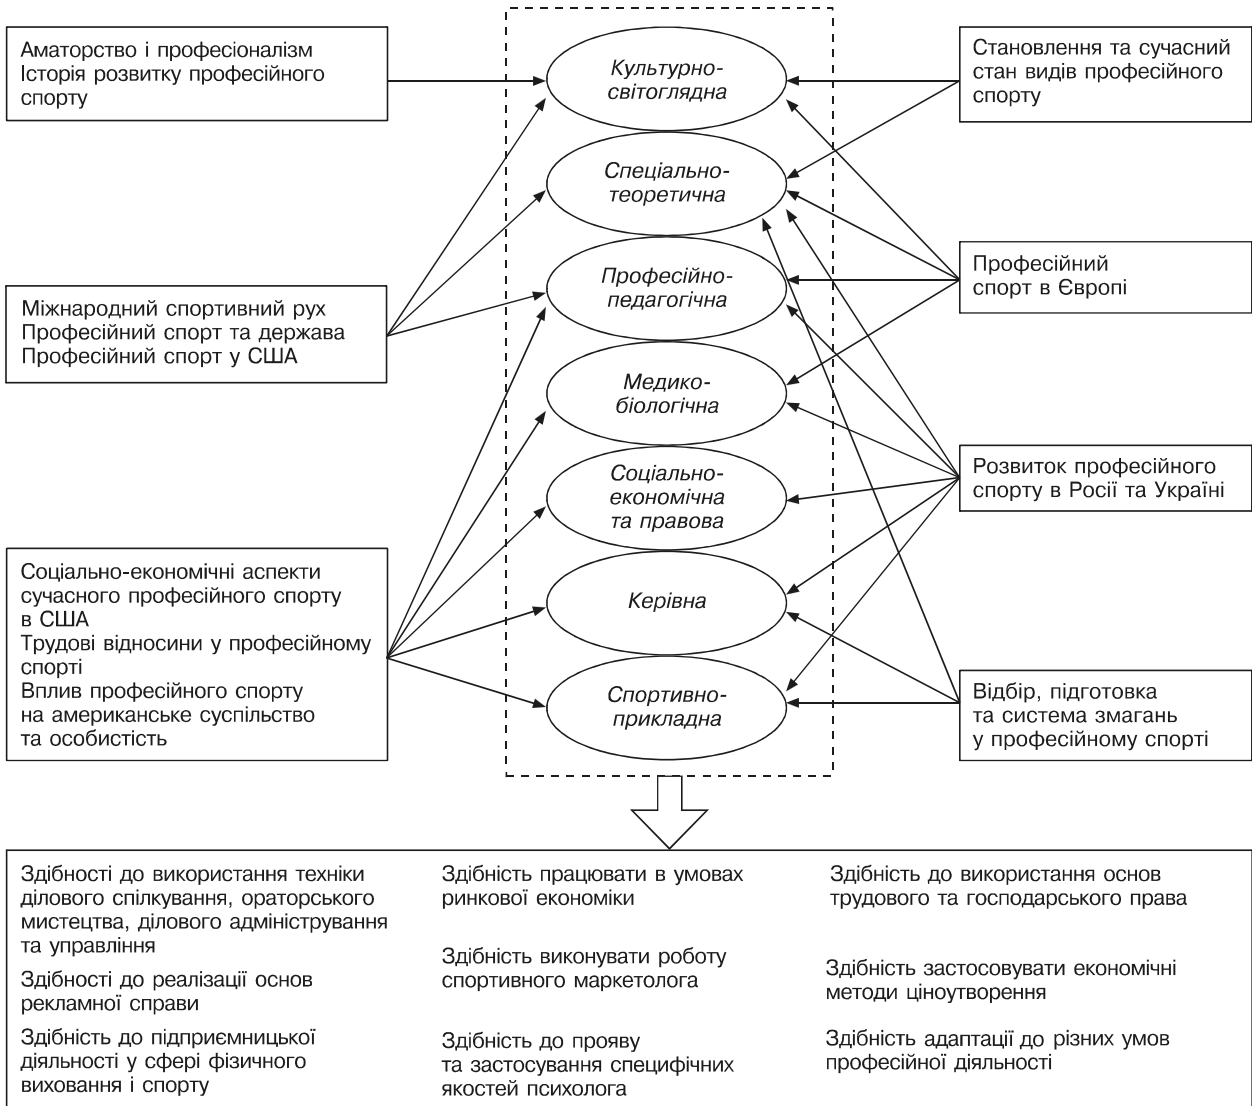 Аматорство і професіоналізм
Історія розвитку професійного
спорту
Міжнародний спортивний рух
Професійний спорт та держава
Професійний спорт у США
Соціально-економічні аспекти
сучасного професійного спорту
в США
Трудові відносини у професійному
спорті
Вплив професійного спорту
на американське суспільство
та особистість
Культурно-
світоглядна
Спеціально-
теоретична
Професійно-
педагогічна
Медико-
біологічна
Соціально-
економічна
та правова
Керівна
Спортивно-
прикладна
Становлення та сучасний
стан видів професійного
спорту
Професійний
спорт в Європі
Розвиток професійного
спорту в Росії та Україні
Відбір, підготовка
та система змагань
у професійному спорті
Здібності до використання техніки
ділового спілкування, ораторського
мистецтва, ділового адміністрування
та управління
Здібності до реалізації основ
рекламної справи
Здібність до підприємницької
діяльності у сфері фізичного
виховання і спорту
Здібність працювати в умовах
ринкової економіки
Здібність виконувати роботу
спортивного маркетолога
Здібність до прояву
та застосування специфічних
якостей психолога
Здібність до використання основ
трудового та господарського права
Здібність застосовувати економічні
методи ціноутворення
Здібність адаптації до різних умов
професійної діяльності